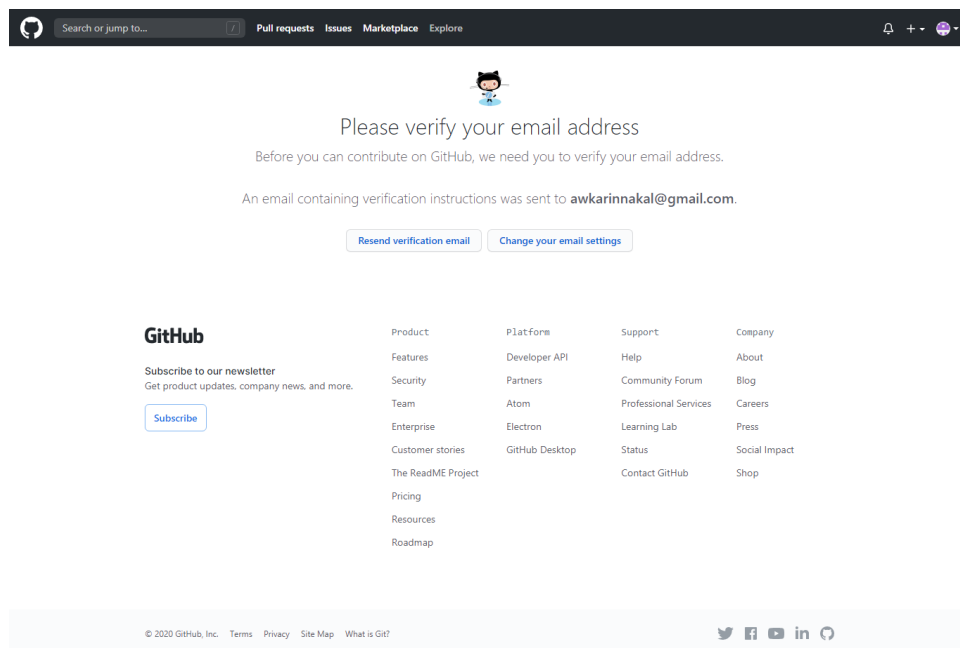 Search or jump to... /
Pull requests Issues Marketplace Explore
Please verify your email address
Before you can contribute on GitHub, we need you to verify your email address.
An email containing verification instructions was sent to awkarinnakal@gmail.com.
Resend verification email Change your email settings
GitHub
Subscribe to our newsletter
Get product updates, company news, and more.
Subscribe
Product
Features
Security
Team
Enterprise
Customer stories
The ReadME Project
Pricing
Resources
Roadmap
Platform
Developer API
Partners
Atom
Electron
GitHub Desktop
Support
Help
Community Forum
Professional Services
Learning Lab
Status
Contact GitHub
Company
About
Blog
Careers
Press
Social Impact
Shop
© 2020 GitHub, Inc. Terms Privacy Site Map What is Git?